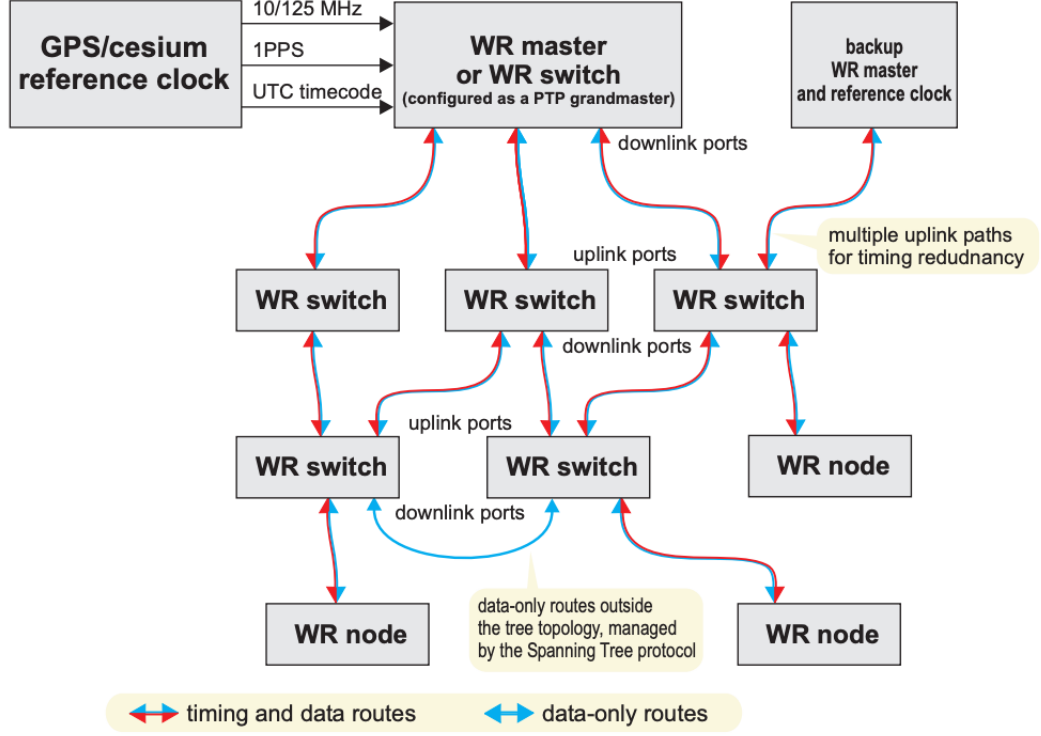 10/125 MHz
GPS/cesium
reference clock
1PPS
UTC timecode
WR master
or WR switch
(configured as a PTP grandmaster)
backup
WR master
and reference clock
downlink ports
multiple uplink paths
for timing redudnancy
uplink ports
WR switch
WR switch
WR switch
downlink ports
uplink ports
WR switch
WR switch
WR node
downlink ports
data-only routes outside
the tree topology, managed
by the Spanning Tree protocol
WR node
WR node
timing and data routes
data-only routes